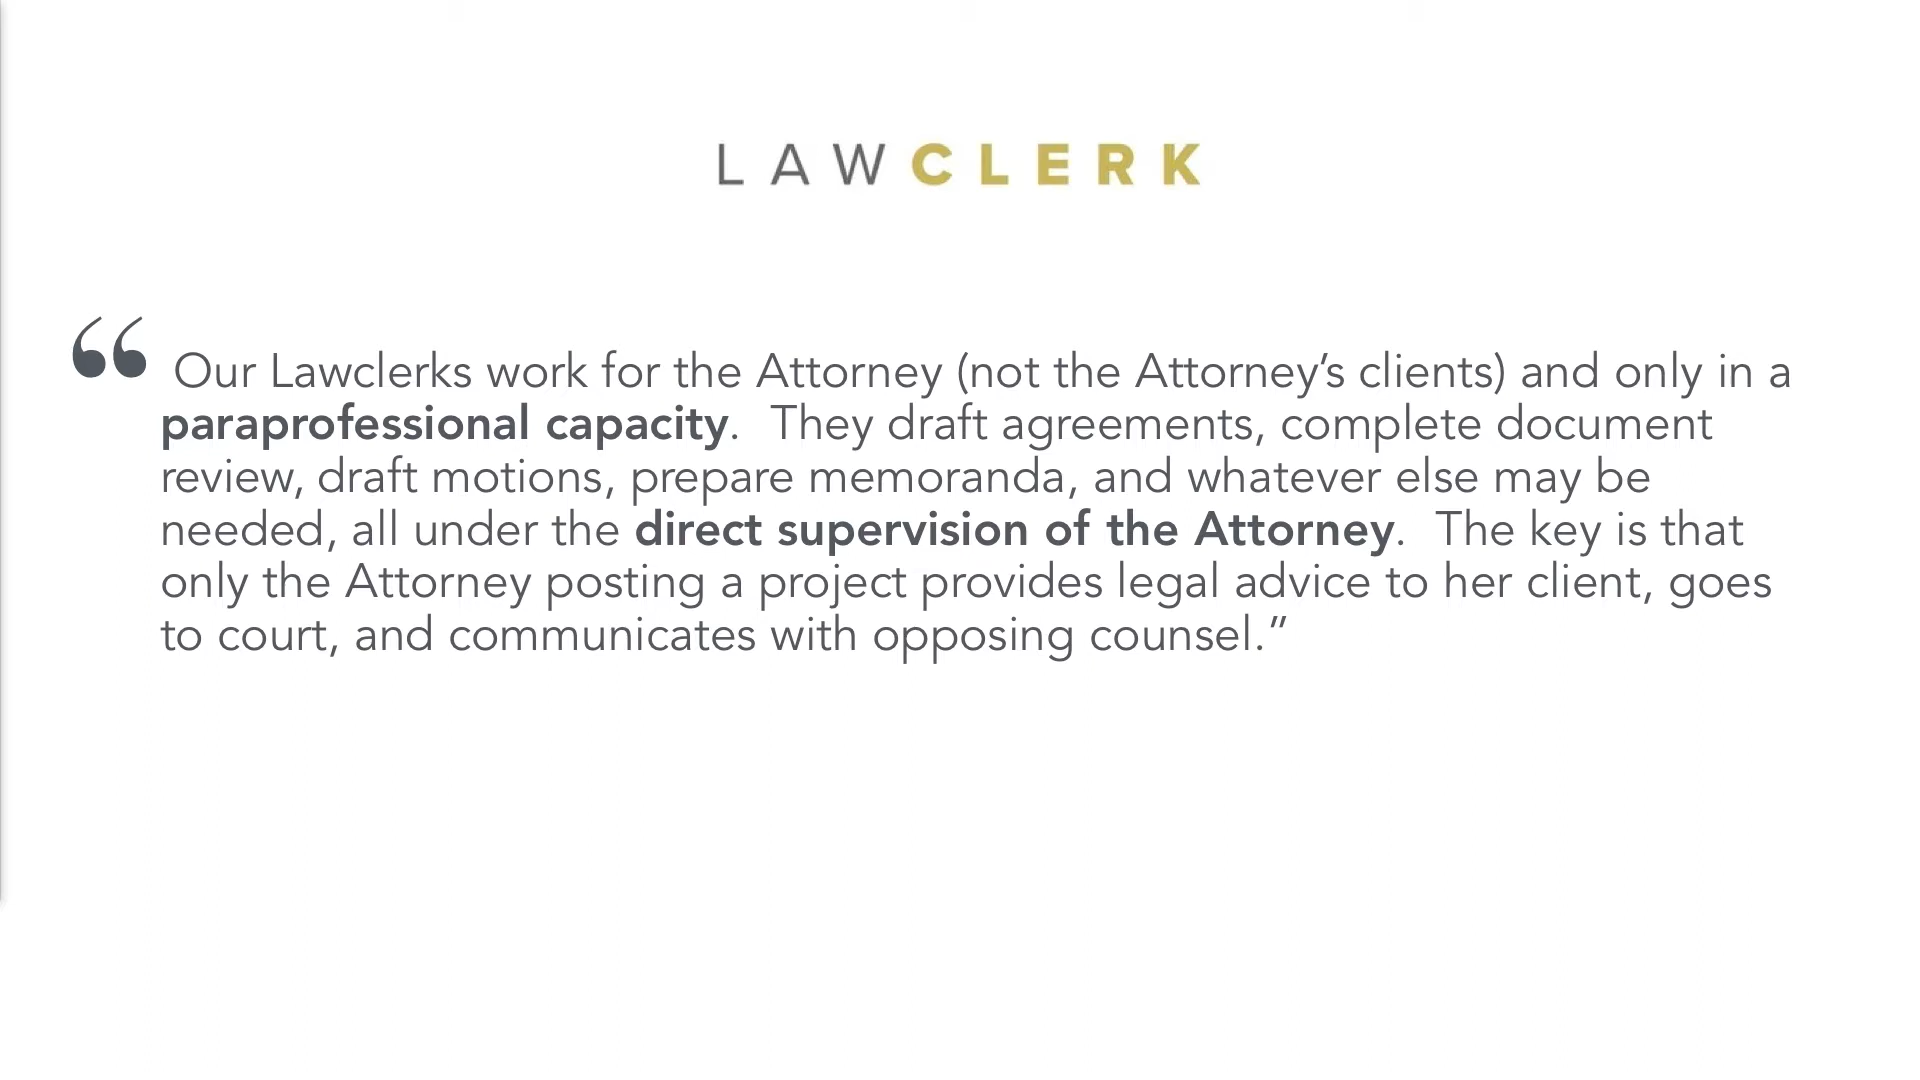 LAWCLERK
“ Our Lawclerks work for the Attorney (not the Attorney’s clients) and only in a
paraprofessional capacity.  They draft agreements, complete document
review, draft motions, prepare memoranda, and whatever else may be
needed, all under the direct supervision of the Attorney.  The key is that
only the Attorney posting a project provides legal advice to her client, goes
to court, and communicates with opposing counsel.”